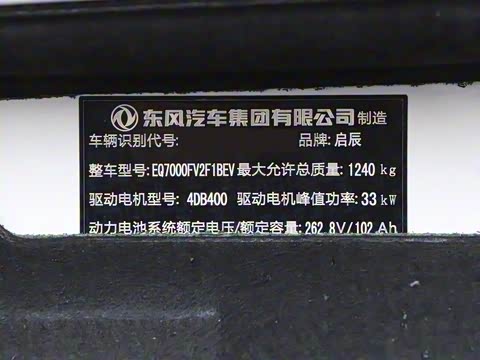 东风汽车集团有限公司 制造
车辆识别代号: 品牌: 启辰
整车型号: EQ7000FV2F1BEV 最大允许总质量: 1240 kg
驱动电机型号: 4DB400 驱动电机峰值功率: 33 kW
动力电池系统额定电压/额定容量: 262.8V/102 Ah